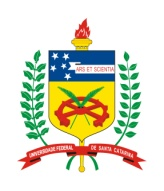 ARS ET SCIENTIA
UNIVERSIDADE FEDERAL DE SANTA CATARINA